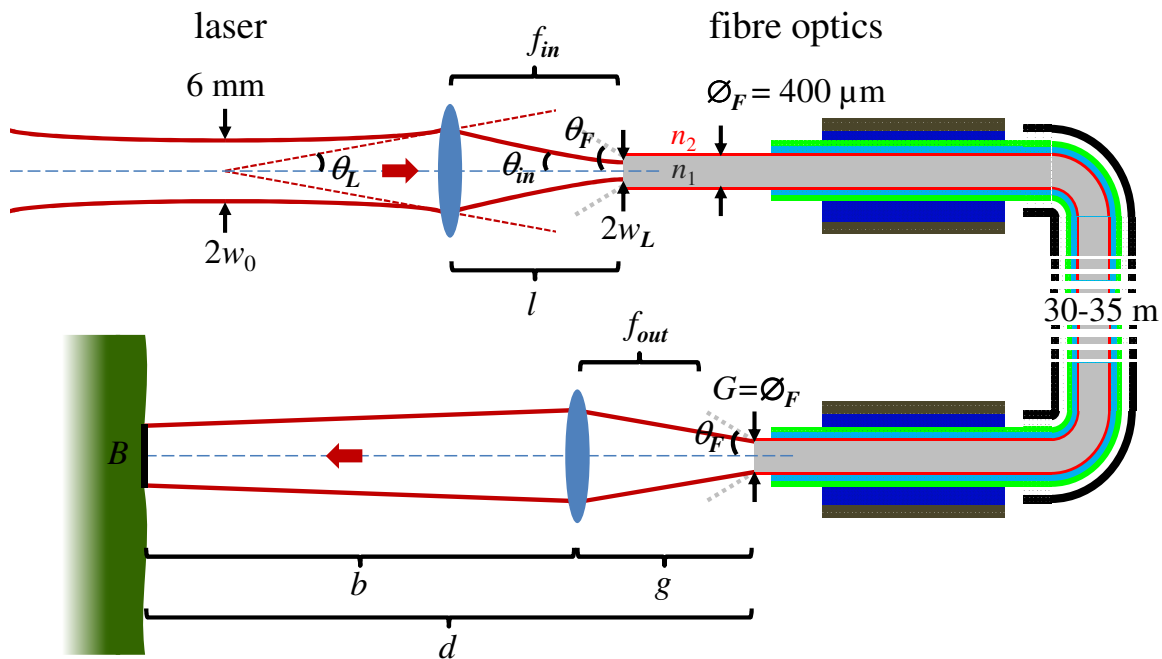 laser
fibre optics
f_in
6 mm
∅_F = 400 µm
θ_F
n_2
θ_L
θ_in
n_1
2w_0
2w_L
l
30-35 m
f_out
G=∅_F
θ_F
B
b
g
d